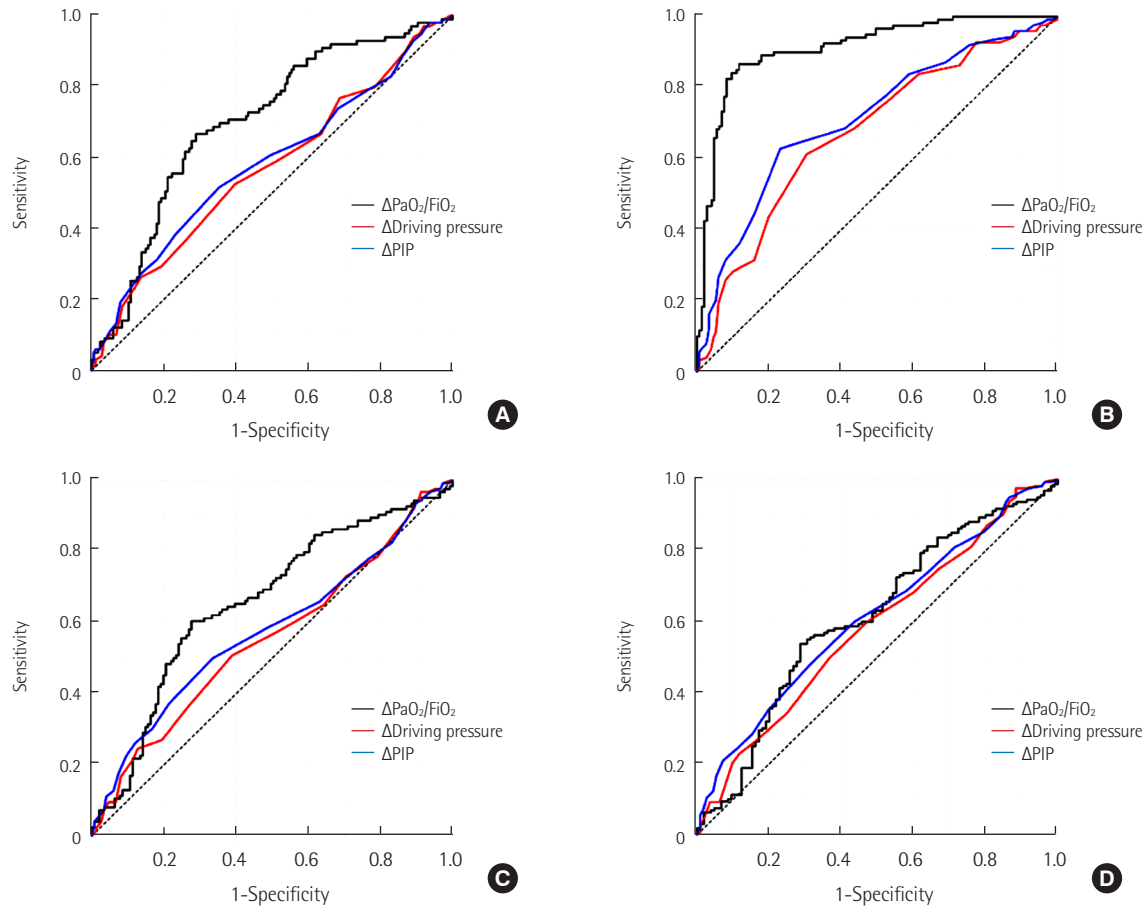 1.0
0.8
0.6
0.4
0.2
0
Sensitivity
0.2 0.4 0.6 0.8 1.0
1-Specificity
ΔPaO₂/FiO₂
ΔDriving pressure
ΔPIP
A
1.0
0.8
0.6
0.4
0.2
0
Sensitivity
0.2 0.4 0.6 0.8 1.0
1-Specificity
ΔPaO₂/FiO₂
ΔDriving pressure
ΔPIP
B
1.0
0.8
0.6
0.4
0.2
0
Sensitivity
0.2 0.4 0.6 0.8 1.0
1-Specificity
ΔPaO₂/FiO₂
ΔDriving pressure
ΔPIP
C
1.0
0.8
0.6
0.4
0.2
0
Sensitivity
0.2 0.4 0.6 0.8 1.0
1-Specificity
ΔPaO₂/FiO₂
ΔDriving pressure
ΔPIP
D